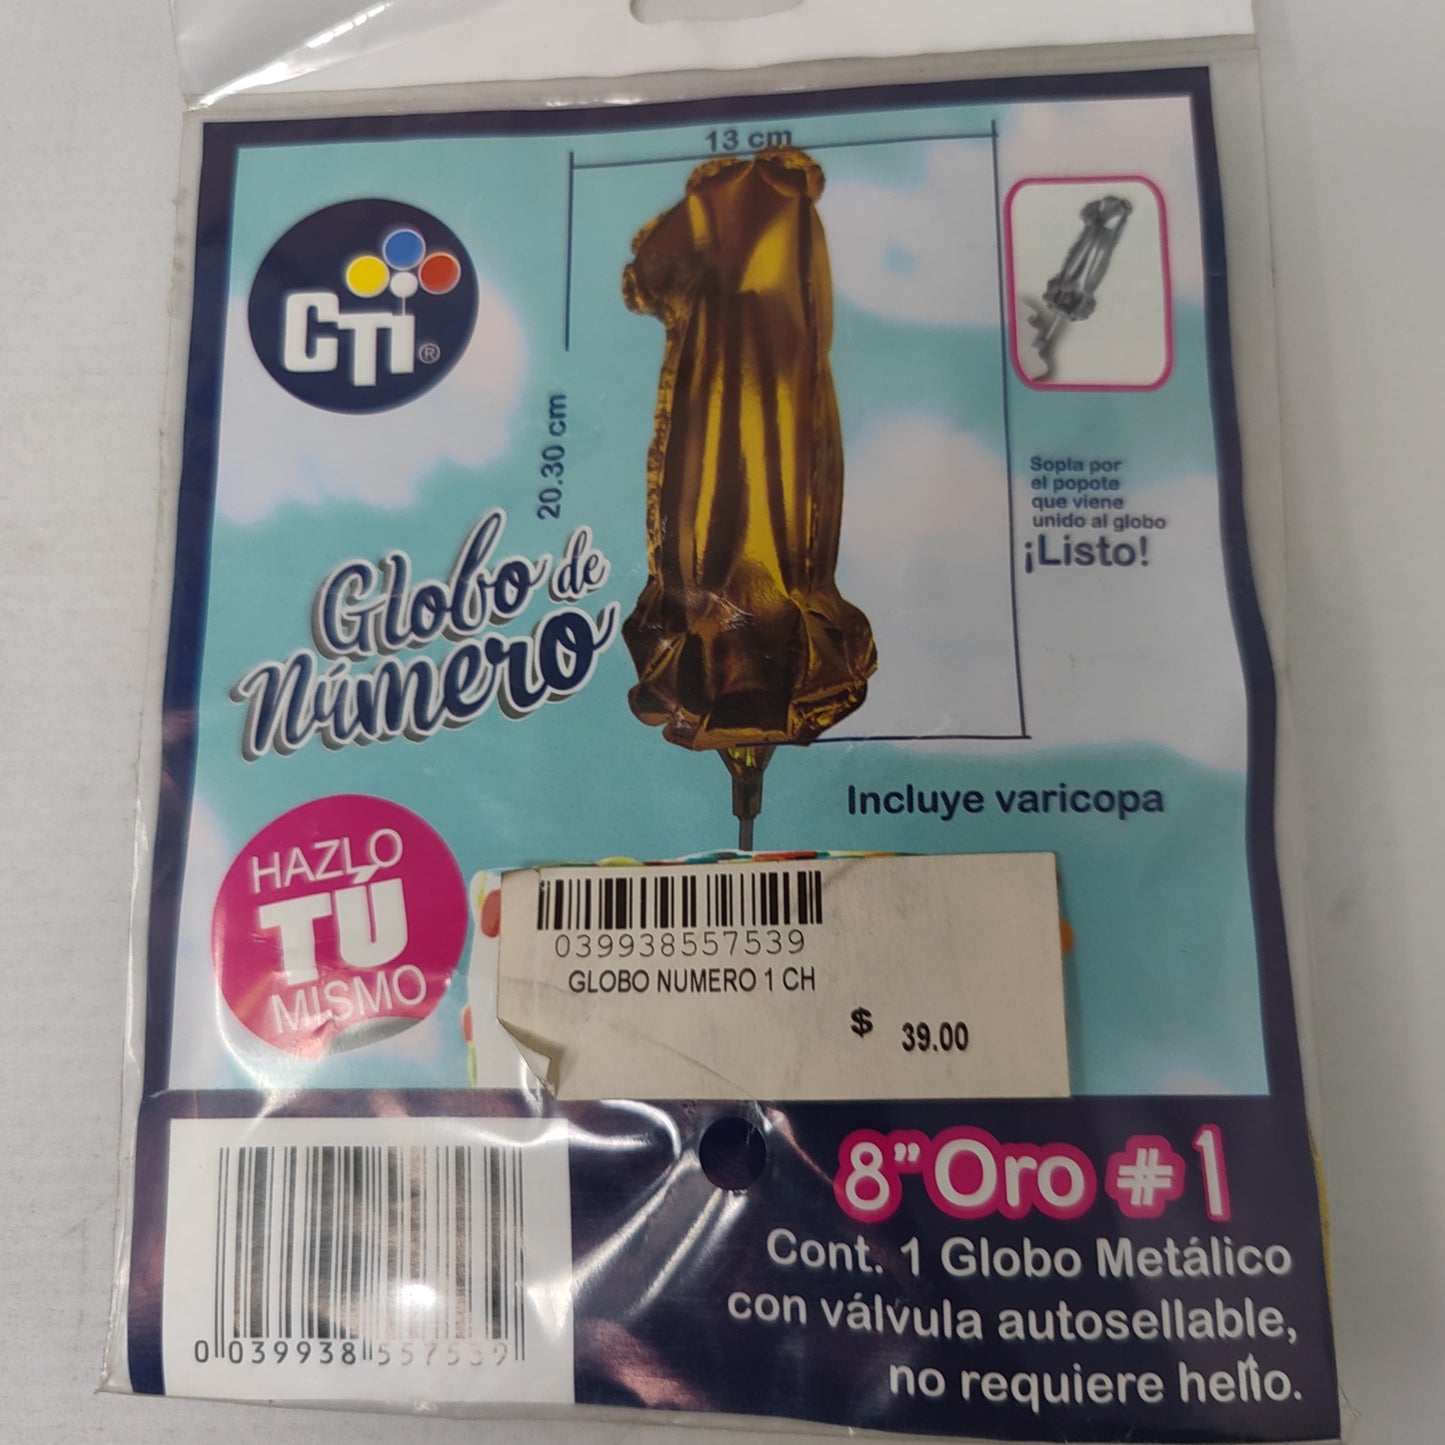 13 cm
CTI ®
20.30 cm
Sopla por
el popote
que viene
unido al globo
¡Listo!
Globo de
Número
Incluye varicopa
HAZLO
TÚ
MISMO
039938557539
GLOBO NUMERO 1 CH
$ 39.00
8" Oro #1
Cont. 1 Globo Metálico
con válvula autosellable,
no requiere helio.
0 039938 557539